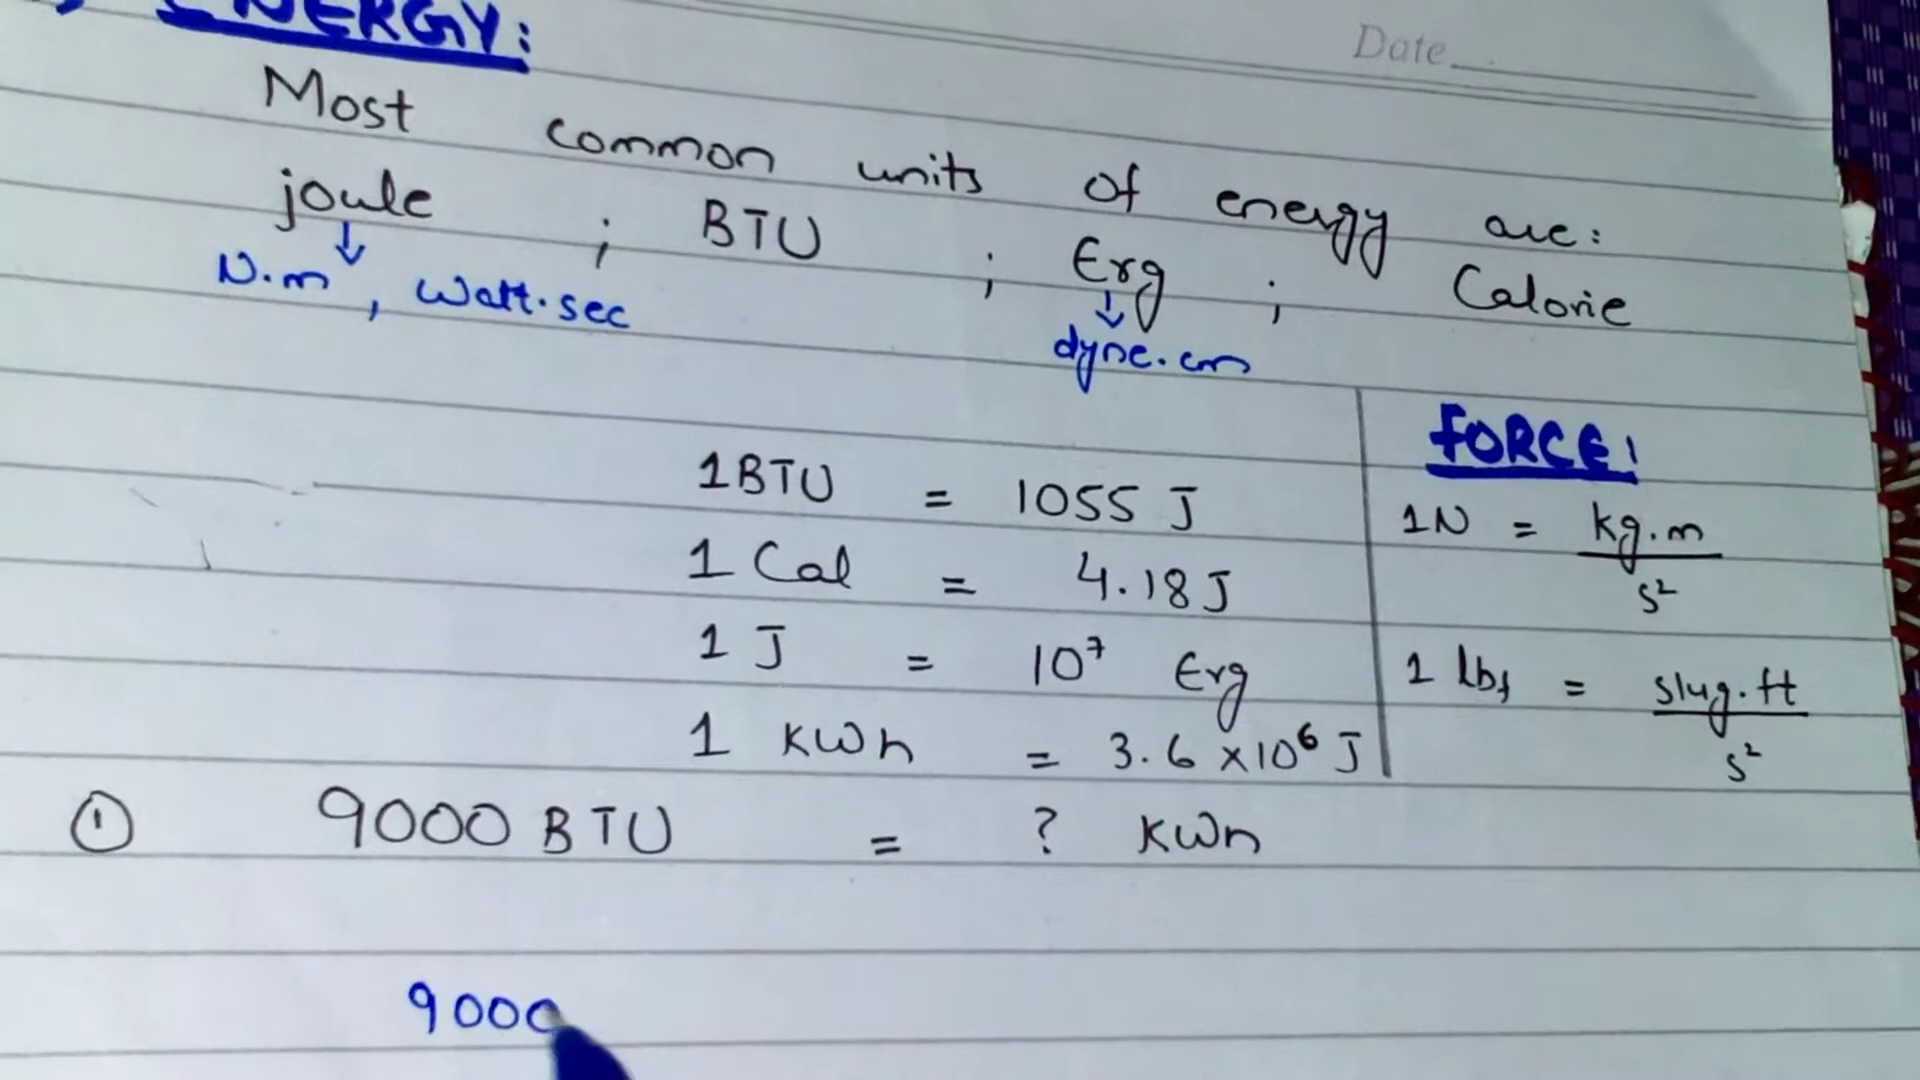 ENERGY:
Date
Most common units of energy are:
joule ; BTU ; Erg ; Calorie
N.m , Watt.sec
dyne.cm
FORCE:
1BTU = 1055 J
1N = kg.m / s²
1 Cal = 4.18J
1 J = 10⁷ Erg
1 lbf = slug.ft / s²
1 KWh = 3.6 ×10⁶ J
① 9000 BTU = ? KWh
9000